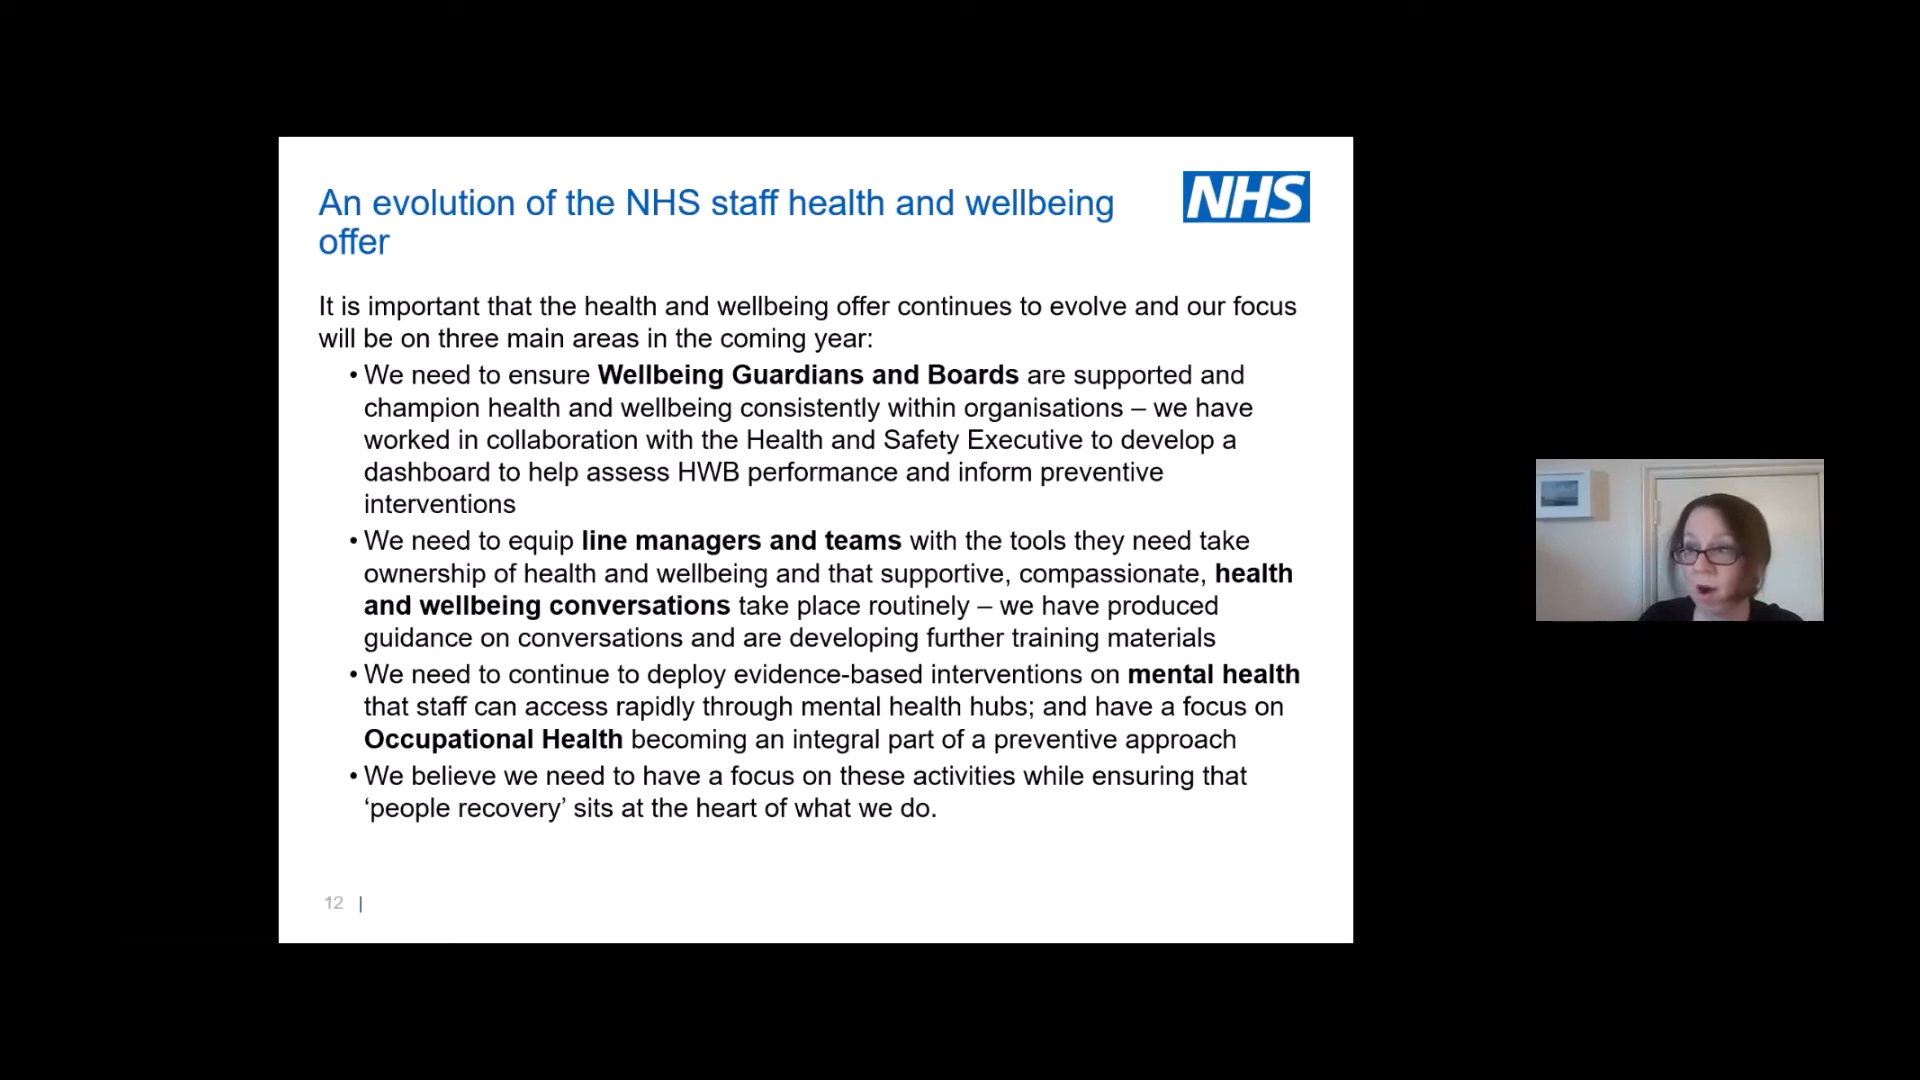 An evolution of the NHS staff health and wellbeing
offer
NHS
It is important that the health and wellbeing offer continues to evolve and our focus
will be on three main areas in the coming year:
• We need to ensure Wellbeing Guardians and Boards are supported and
champion health and wellbeing consistently within organisations – we have
worked in collaboration with the Health and Safety Executive to develop a
dashboard to help assess HWB performance and inform preventive
interventions
• We need to equip line managers and teams with the tools they need take
ownership of health and wellbeing and that supportive, compassionate, health
and wellbeing conversations take place routinely – we have produced
guidance on conversations and are developing further training materials
• We need to continue to deploy evidence-based interventions on mental health
that staff can access rapidly through mental health hubs; and have a focus on
Occupational Health becoming an integral part of a preventive approach
• We believe we need to have a focus on these activities while ensuring that
‘people recovery’ sits at the heart of what we do.
12 |